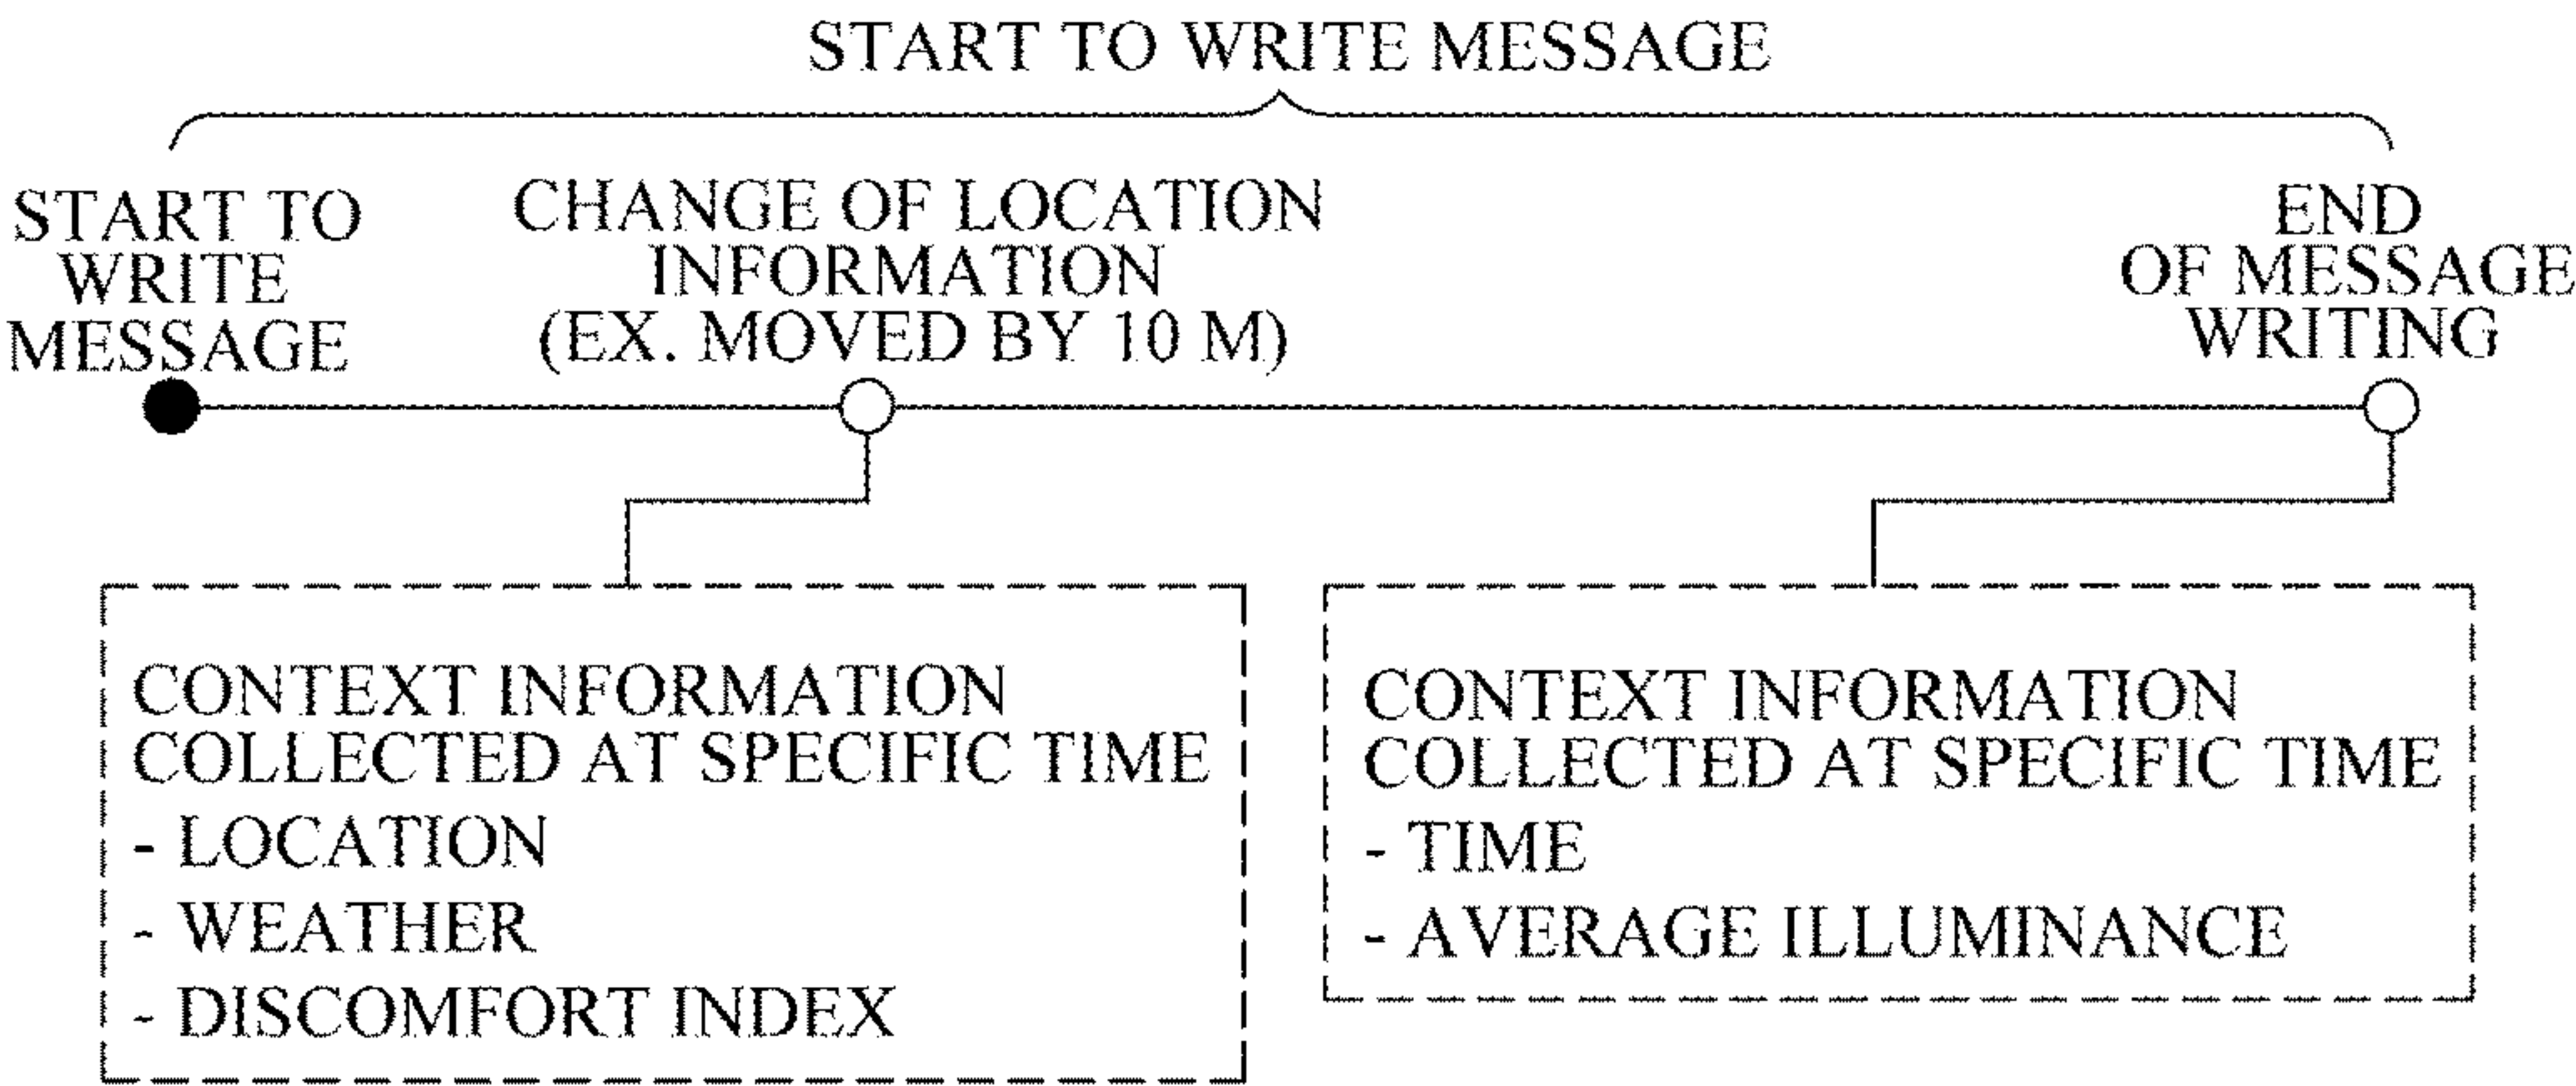 START TO WRITE MESSAGE
START TO
WRITE
MESSAGE
CHANGE OF LOCATION
INFORMATION
(EX. MOVED BY 10 M)
END
OF MESSAGE
WRITING
CONTEXT INFORMATION
COLLECTED AT SPECIFIC TIME
- LOCATION
- WEATHER
- DISCOMFORT INDEX
CONTEXT INFORMATION
COLLECTED AT SPECIFIC TIME
- TIME
- AVERAGE ILLUMINANCE